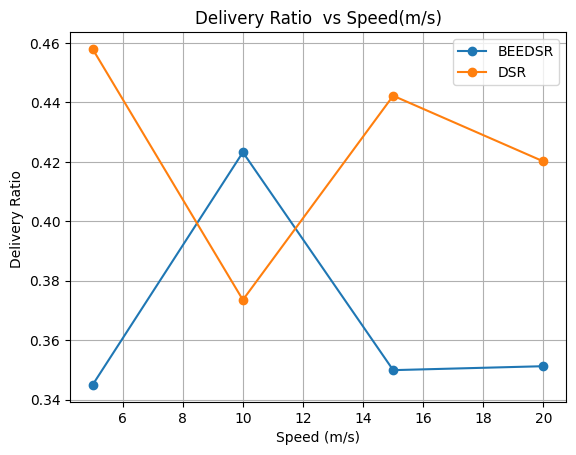 Delivery Ratio  vs Speed(m/s)
BEEDSR
DSR
Delivery Ratio
0.46
0.44
0.42
0.40
0.38
0.36
0.34
6 8 10 12 14 16 18 20
Speed (m/s)